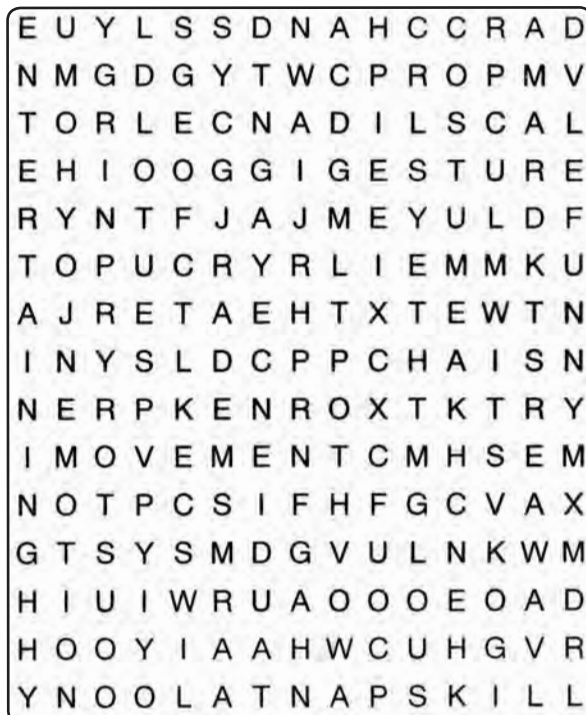 E U Y L S S D N A H C C R A D
N M G D G Y T W C P R O P M V
T O R L E C N A D I L S C A L
E H I O O G G I G E S T U R E
R Y N T F J A J M E Y U L D F
T O P U C R Y R L I E M M K U
A J R E T A E H T X T E W T N
I N Y S L D C P P C H A I S N
N E R P K E N R O X T K T R Y
I M O V E M E N T C M H S E M
N O T P C S I F H F G C V A X
G T S Y S M D G V U L N K W M
H I U I W R U A O O O E O A D
H O O Y I A A H W C U H G V R
Y N O O L A T N A P S K I L L